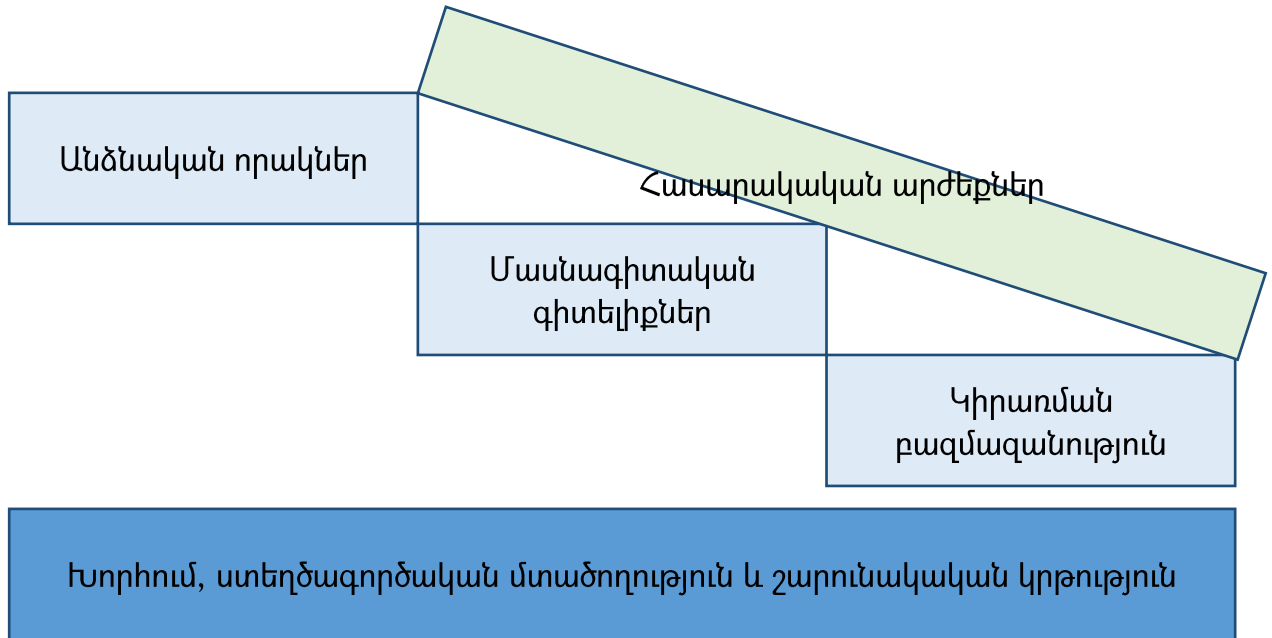 Անձնական որակներ
Հասարակական արժեքներ
Մասնագիտական
գիտելիքներ
Կիրառման
բազմազանություն
Խորհում, ստեղծագործական մտածողություն և շարունակական կրթություն